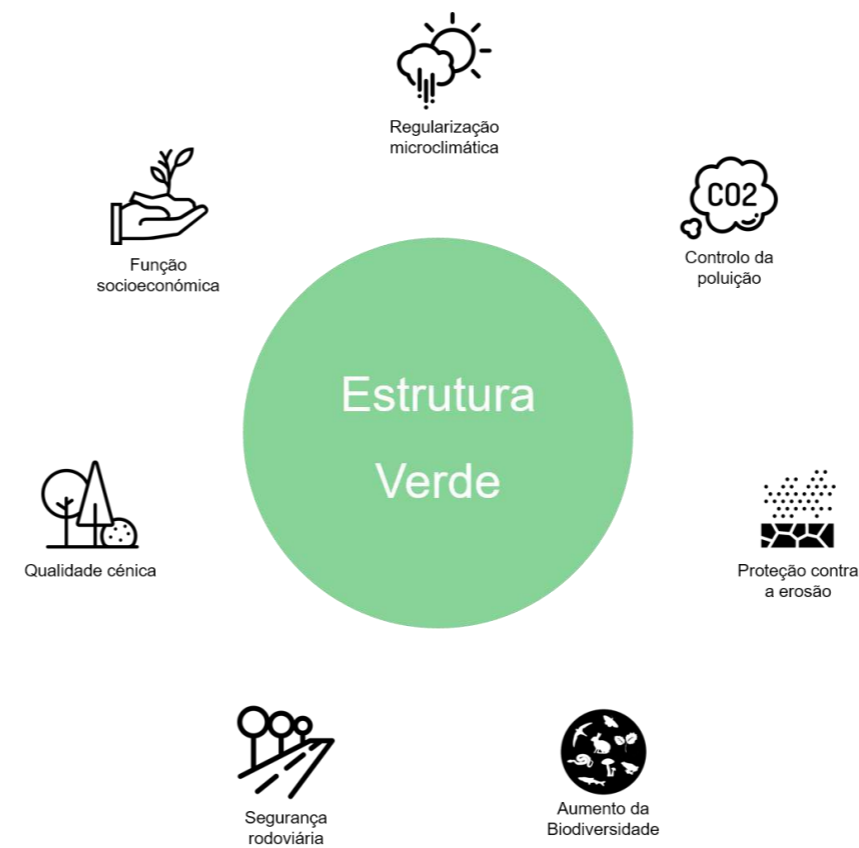 Regularização
microclimática
Função
socioeconómica
CO2
Controlo da
poluição
Estrutura
Verde
Qualidade cénica
Proteção contra
a erosão
Segurança
rodoviária
Aumento da
Biodiversidade